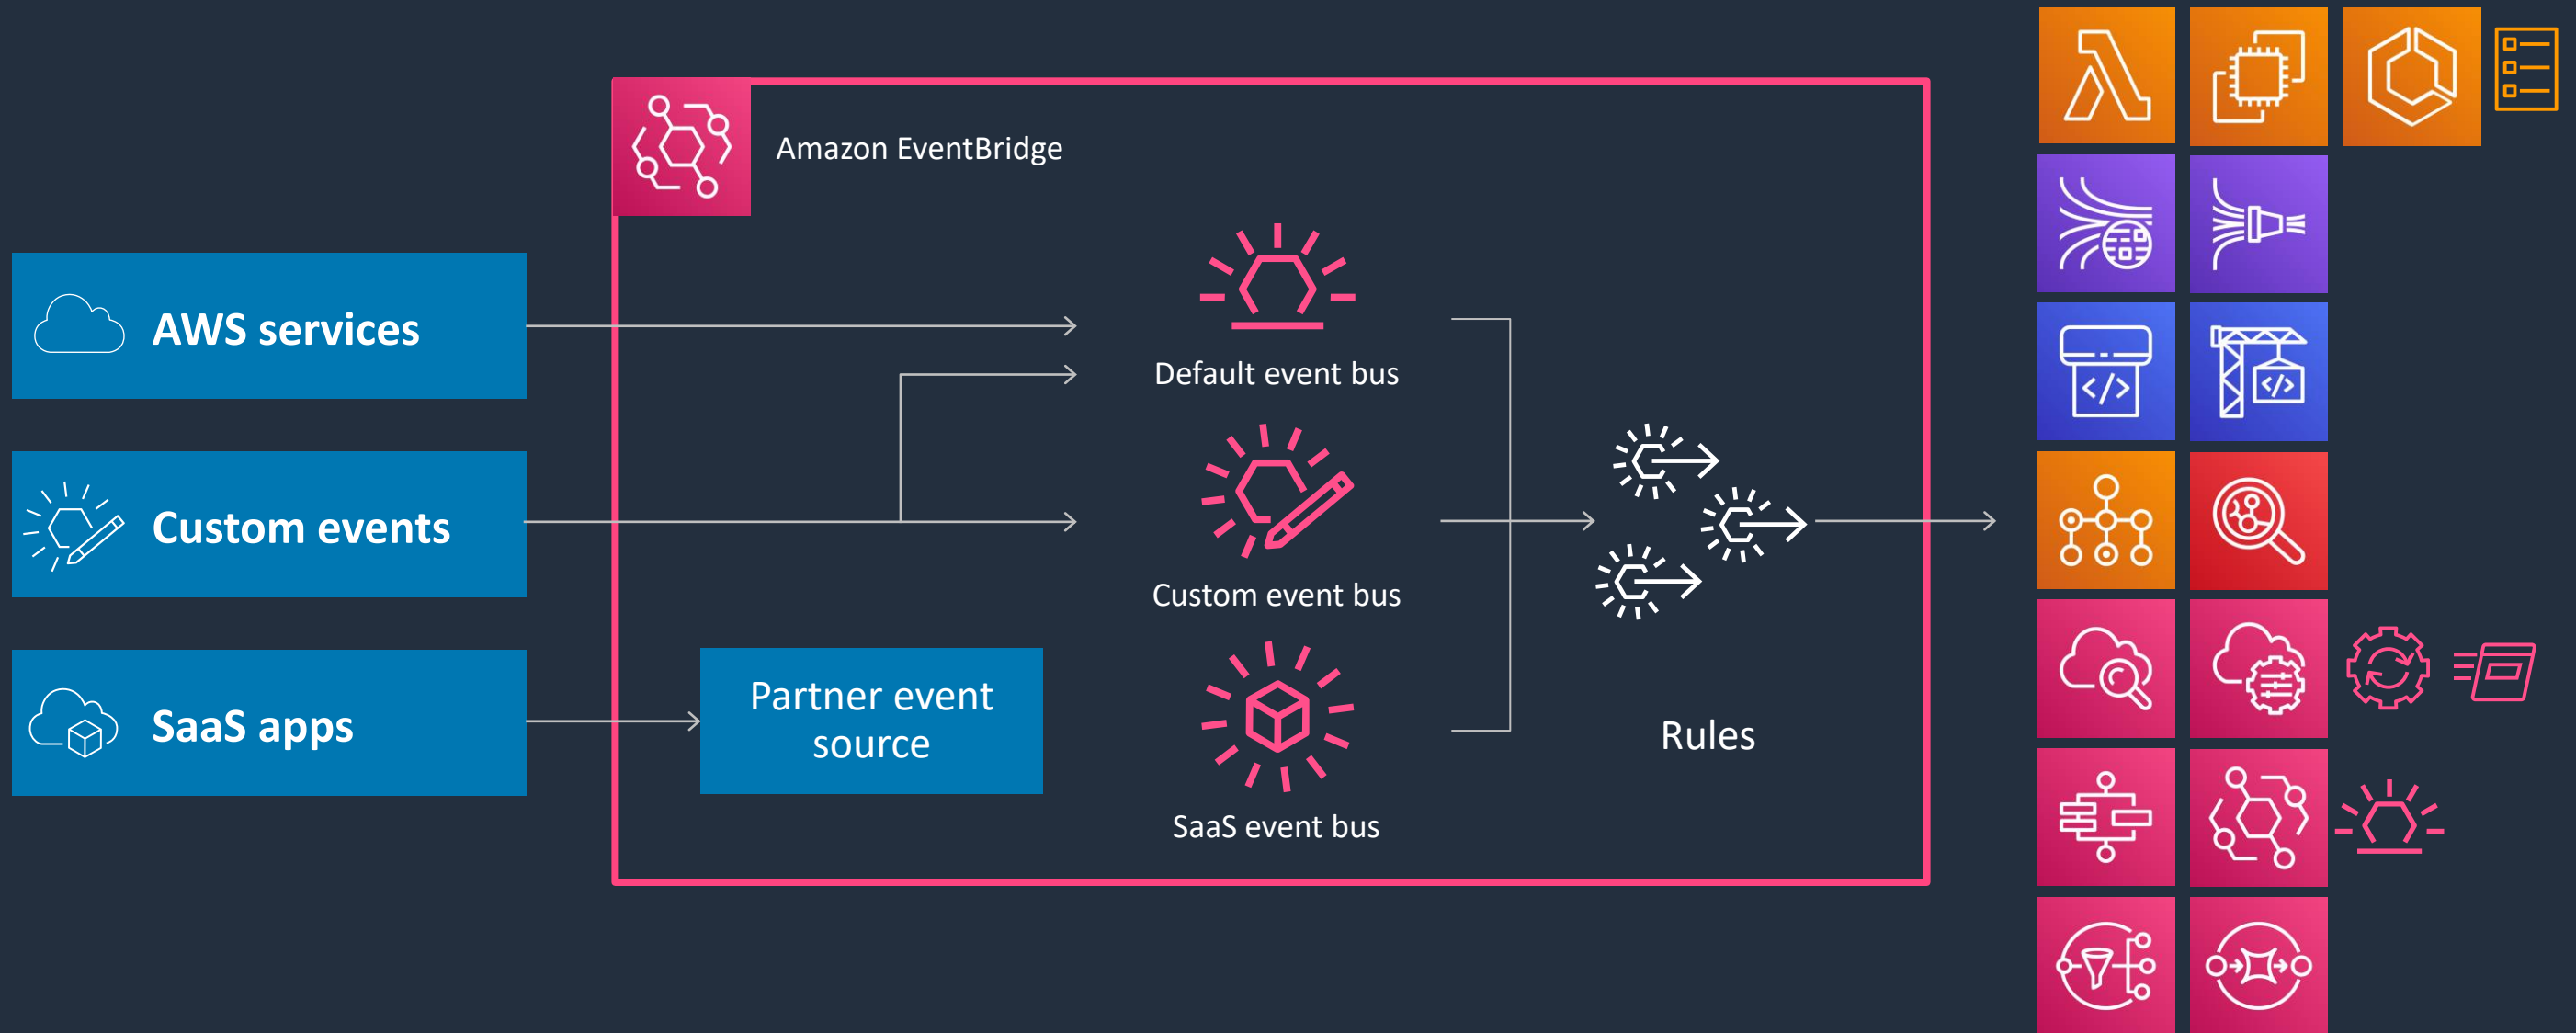 Amazon EventBridge
AWS services
Default event bus
Custom events
Custom event bus
SaaS apps
Partner event
source
Rules
SaaS event bus